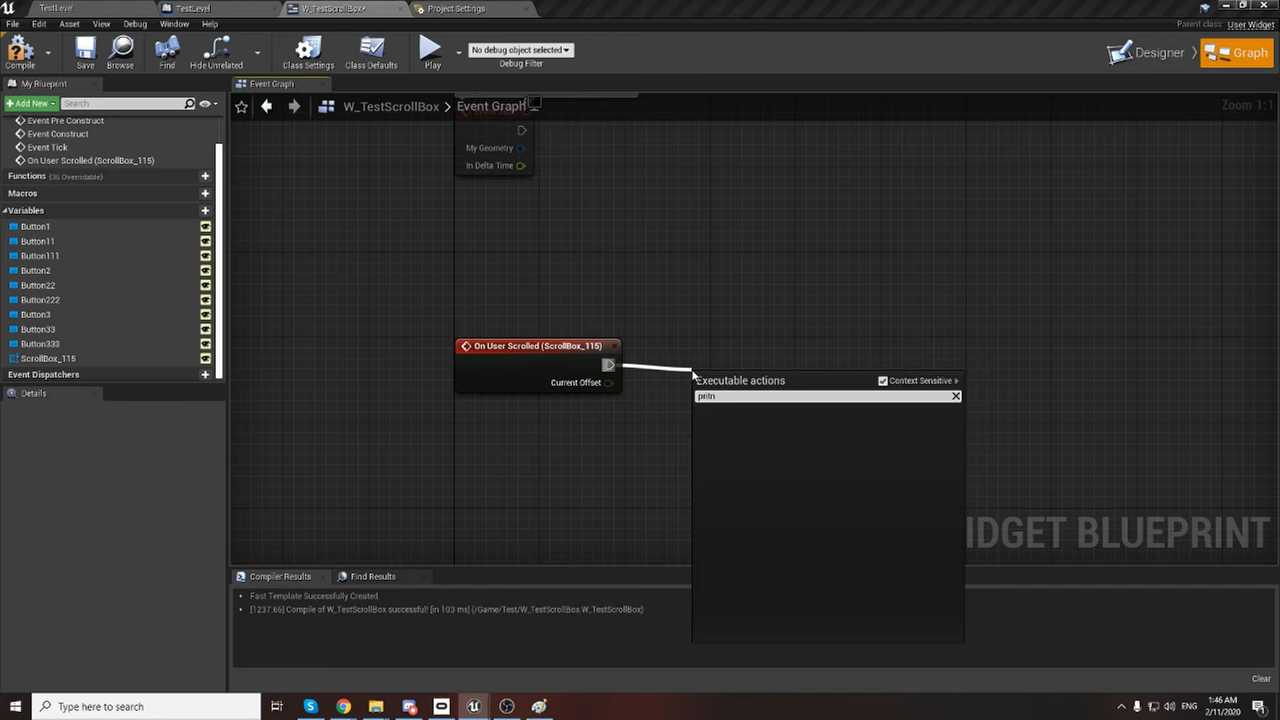 TestLevel
TestLevel
W_TestScrollBox•
Project Settings
File Edit Asset View Debug Window Help
Parent class: User Widget
Compile
Save
Browse
Find
Hide Unrelated
Class Settings
Class Defaults
Play
No debug object selected
Debug Filter
Designer
Graph
My Blueprint
Event Graph
+ Add New
Search
W_TestScrollBox > Event Graph
Zoom 1:1
Event Pre Construct
Event Construct
Event Tick
On User Scrolled (ScrollBox_115)
Functions (35 Overridable)
Macros
Variables
Button1
Button11
Button111
Button2
Button22
Button222
Button3
Button33
Button333
ScrollBox_115
Event Dispatchers
Details
My Geometry
In Delta Time
On User Scrolled (ScrollBox_115)
Current Offset
Executable actions
Context Sensitive
pritn
WIDGET BLUEPRINT
Compiler Results
Find Results
Fast Template Successfully Created.
[1237.66] Compile of W_TestScrollBox successful! [in 103 ms] (/Game/Test/W_TestScrollBox.W_TestScrollBox)
Clear
Type here to search
1:46 AM
2/11/2020